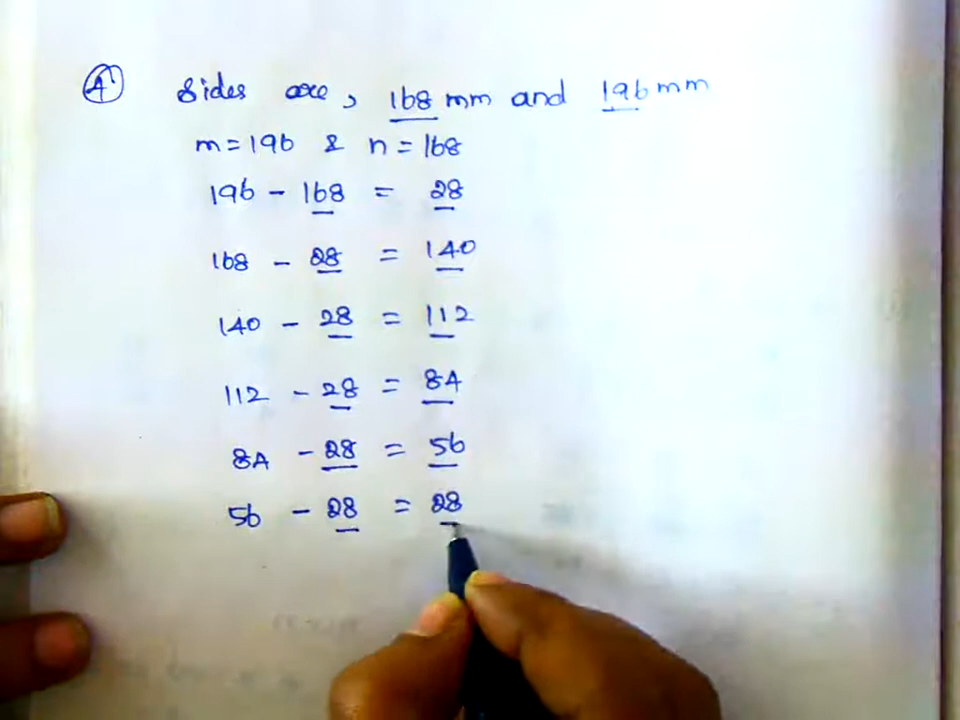 4 Sides are, 168 mm and 196 mm
m = 196 & n = 168
196 - 168 = 28
168 - 28 = 140
140 - 28 = 112
112 - 28 = 84
84 - 28 = 56
56 - 28 = 28